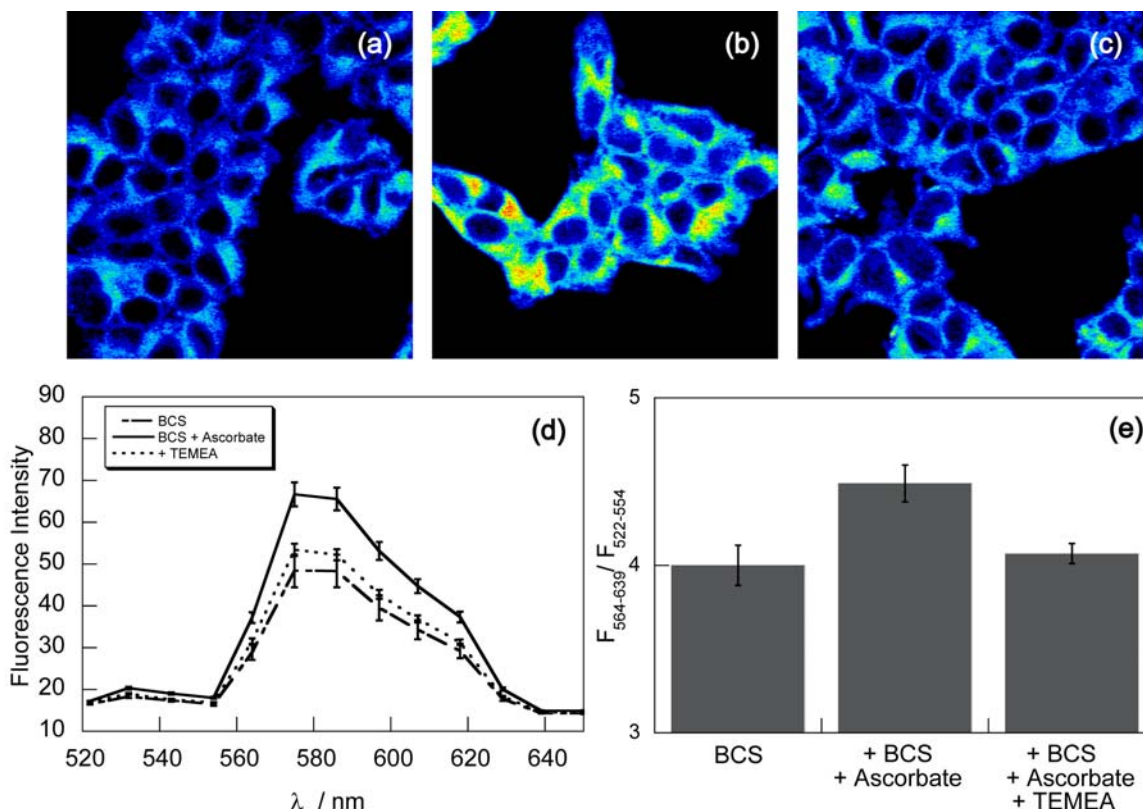 (a)
(b)
(c)
90
80
70
60
50
40
30
20
10
Fluorescence Intensity
BCS
BCS + Ascorbate
+ TEMEA
(d)
520 540 560 580 600 620 640
λ / nm
5
4
3
F564-639/ F522-554
(e)
BCS
+ BCS
+ Ascorbate
+ BCS
+ Ascorbate
+ TEMEA